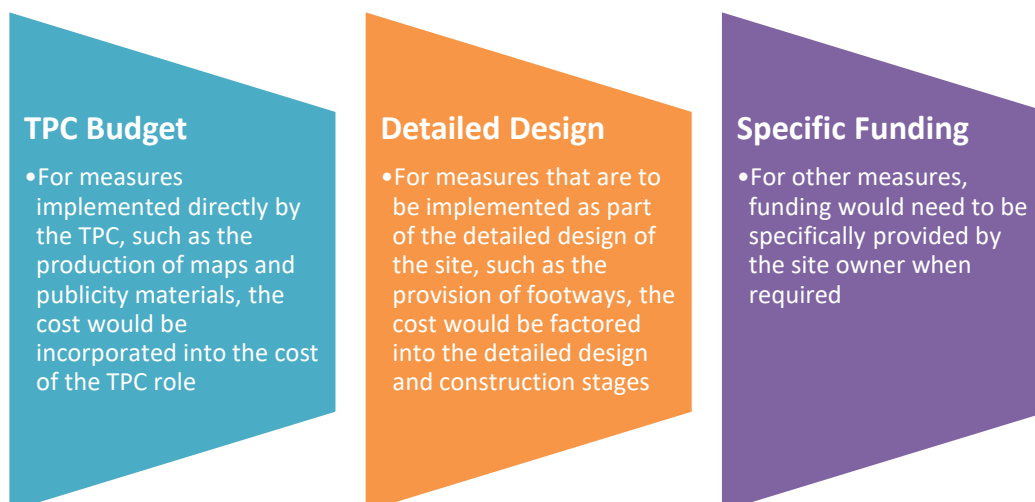 TPC Budget
•For measures
implemented directly by
the TPC, such as the
production of maps and
publicity materials, the
cost would be
incorporated into the cost
of the TPC role
Detailed Design
•For measures that are to
be implemented as part
of the detailed design of
the site, such as the
provision of footways, the
cost would be factored
into the detailed design
and construction stages
Specific Funding
•For other measures,
funding would need to be
specifically provided by
the site owner when
required